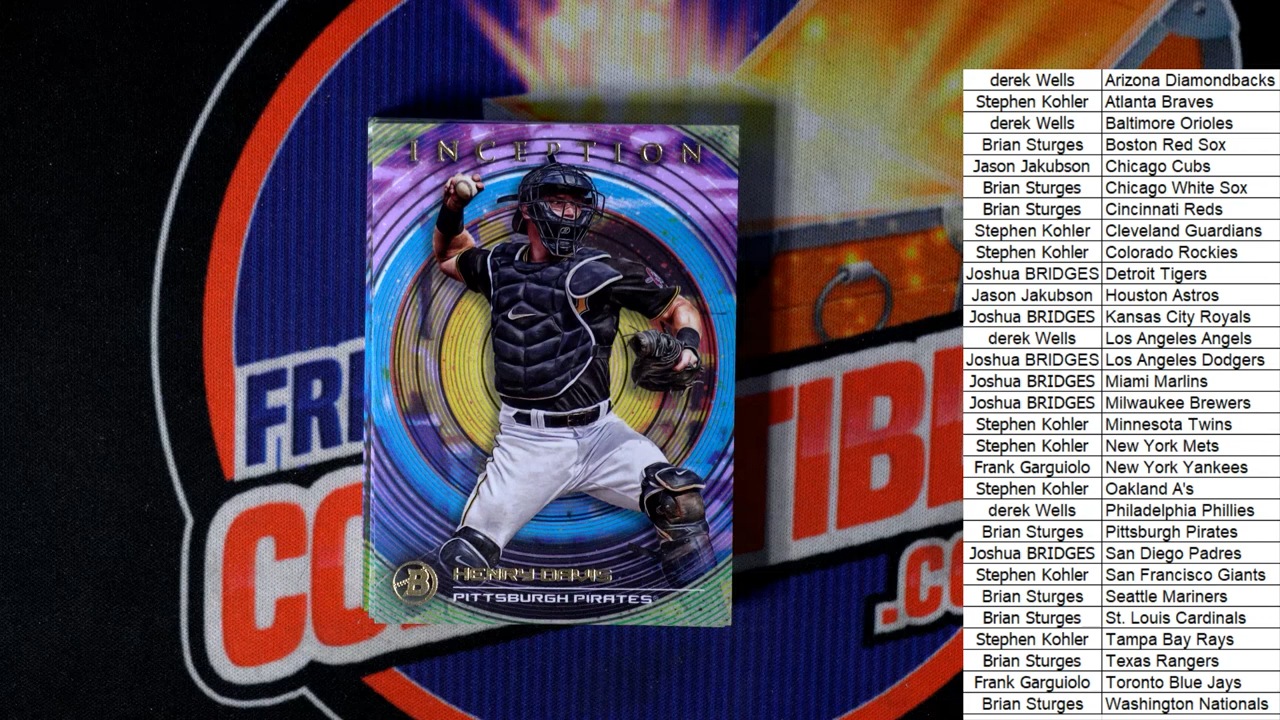 INCEPTION
HENRY DAVIS
PITTSBURGH PIRATES
B
FRE
CO TIBL
.CO
derek Wells Arizona Diamondbacks
Stephen Kohler Atlanta Braves
derek Wells Baltimore Orioles
Brian Sturges Boston Red Sox
Jason Jakubson Chicago Cubs
Brian Sturges Chicago White Sox
Brian Sturges Cincinnati Reds
Stephen Kohler Cleveland Guardians
Stephen Kohler Colorado Rockies
Joshua BRIDGES Detroit Tigers
Jason Jakubson Houston Astros
Joshua BRIDGES Kansas City Royals
derek Wells Los Angeles Angels
Joshua BRIDGES Los Angeles Dodgers
Joshua BRIDGES Miami Marlins
Joshua BRIDGES Milwaukee Brewers
Stephen Kohler Minnesota Twins
Stephen Kohler New York Mets
Frank Garguiolo New York Yankees
Stephen Kohler Oakland A's
derek Wells Philadelphia Phillies
Brian Sturges Pittsburgh Pirates
Joshua BRIDGES San Diego Padres
Stephen Kohler San Francisco Giants
Brian Sturges Seattle Mariners
Brian Sturges St. Louis Cardinals
Stephen Kohler Tampa Bay Rays
Brian Sturges Texas Rangers
Frank Garguiolo Toronto Blue Jays
Brian Sturges Washington Nationals